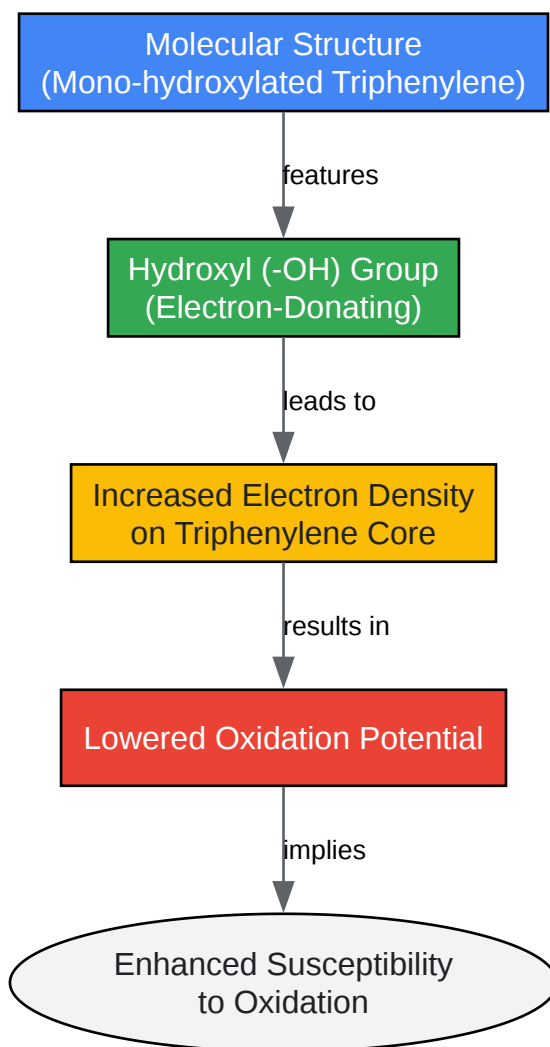 Molecular Structure
(Mono-hydroxylated Triphenylene)
features
Hydroxyl (-OH) Group
(Electron-Donating)
leads to
Increased Electron Density
on Triphenylene Core
results in
Lowered Oxidation Potential
implies
Enhanced Susceptibility
to Oxidation